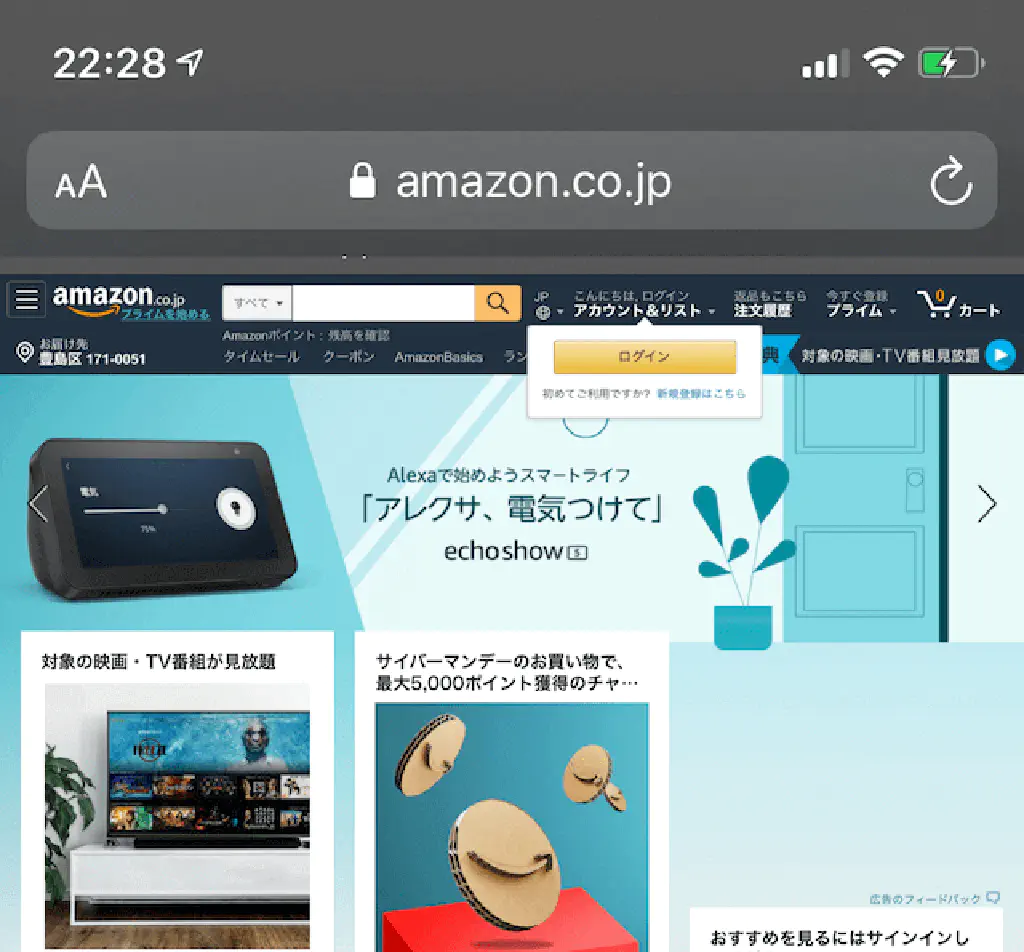 22:28
AA amazon.co.jp
amazon.co.jp
プライムを始める
すべて
JP
こんにちは, ログイン
アカウント&リスト
返品もこちら
注文履歴
今すぐ登録
プライム
0
カート
お届け先
豊島区 171-0051
Amazonポイント：残高を確認
タイムセール クーポン AmazonBasics ラン
典 対象の映画・TV番組見放題
ログイン
初めてご利用ですか? 新規登録はこちら
電気
75%
Alexaで始めようスマートライフ
「アレクサ、電気つけて」
echo show 5
対象の映画・TV番組が見放題
サイバーマンデーのお買い物で、
最大5,000ポイント獲得のチャ…
広告のフィードバック
おすすめを見るにはサインインし